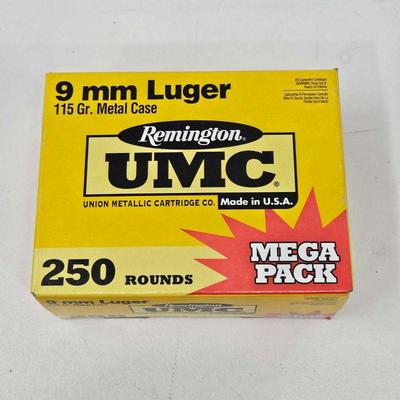 9 mm Luger
115 Gr. Metal Case
Remington®
UMC®
UNION METALLIC CARTRIDGE CO. Made in U.S.A.
250 ROUNDS
MEGA
PACK
9 mm Luger
Remington